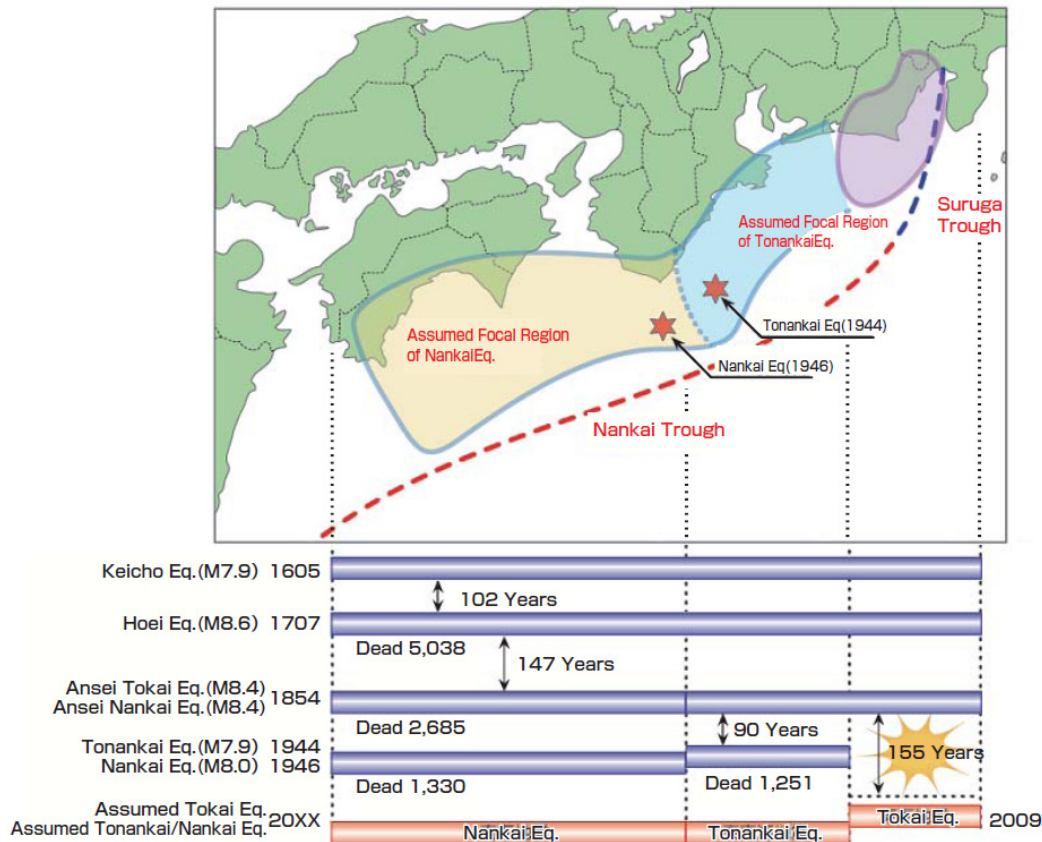 Suruga
Trough
Assumed Focal Region
of TonankaiEq.
Tonankai Eq(1944)
Assumed Focal Region
of NankaiEq.
Nankai Eq(1946)
Nankai Trough
Keicho Eq.(M7.9) 1605
102 Years
Hoei Eq.(M8.6) 1707
Dead 5,038
147 Years
Ansei Tokai Eq.(M8.4)
Ansei Nankai Eq.(M8.4)
1854
Dead 2,685
90 Years
155 Years
Tonankai Eq.(M7.9) 1944
Nankai Eq.(M8.0) 1946
Dead 1,330
Dead 1,251
Assumed Tokai Eq.
Assumed Tonankai/Nankai Eq.
20XX
Nankai Eq.
Tonankai Eq.
Tokai Eq.
2009